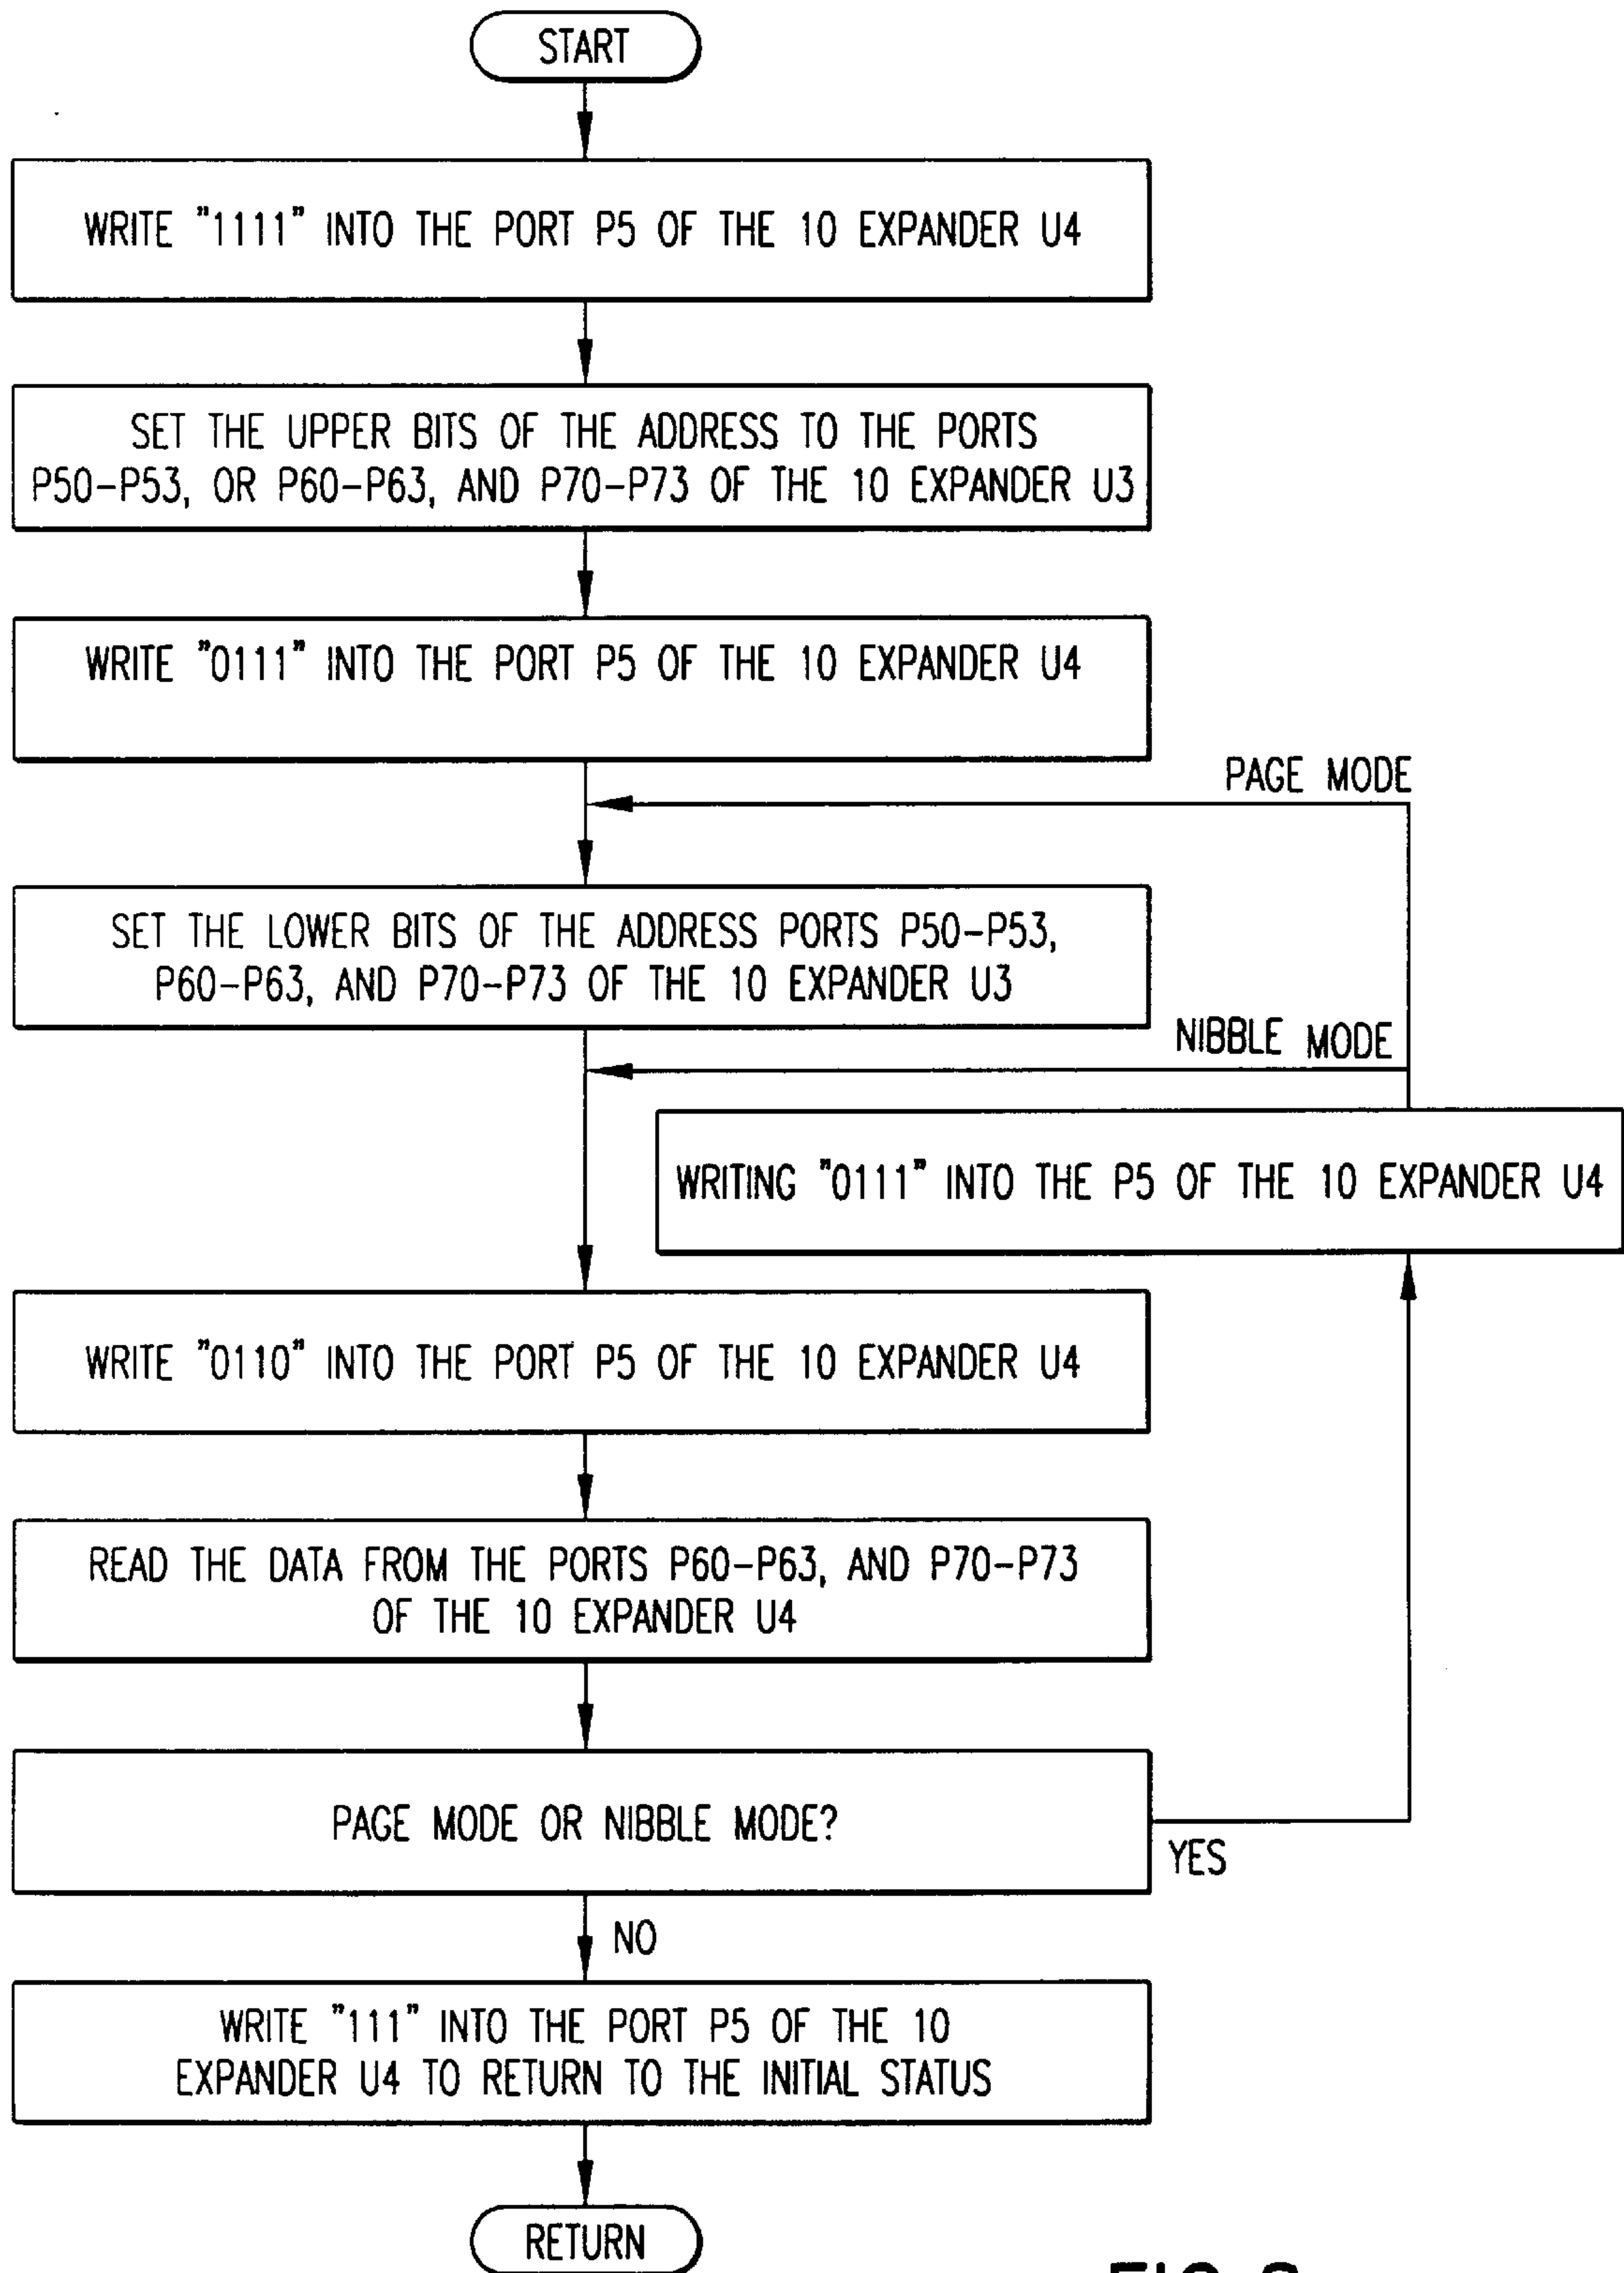 START
WRITE "1111" INTO THE PORT P5 OF THE 10 EXPANDER U4
SET THE UPPER BITS OF THE ADDRESS TO THE PORTS
P50-P53, OR P60-P63, AND P70-P73 OF THE 10 EXPANDER U3
WRITE "0111" INTO THE PORT P5 OF THE 10 EXPANDER U4
PAGE MODE
SET THE LOWER BITS OF THE ADDRESS PORTS P50-P53,
P60-P63, AND P70-P73 OF THE 10 EXPANDER U3
NIBBLE MODE
WRITING "0111" INTO THE P5 OF THE 10 EXPANDER U4
WRITE "0110" INTO THE PORT P5 OF THE 10 EXPANDER U4
READ THE DATA FROM THE PORTS P60-P63, AND P70-P73
OF THE 10 EXPANDER U4
PAGE MODE OR NIBBLE MODE?
YES
NO
WRITE "111" INTO THE PORT P5 OF THE 10
EXPANDER U4 TO RETURN TO THE INITIAL STATUS
RETURN